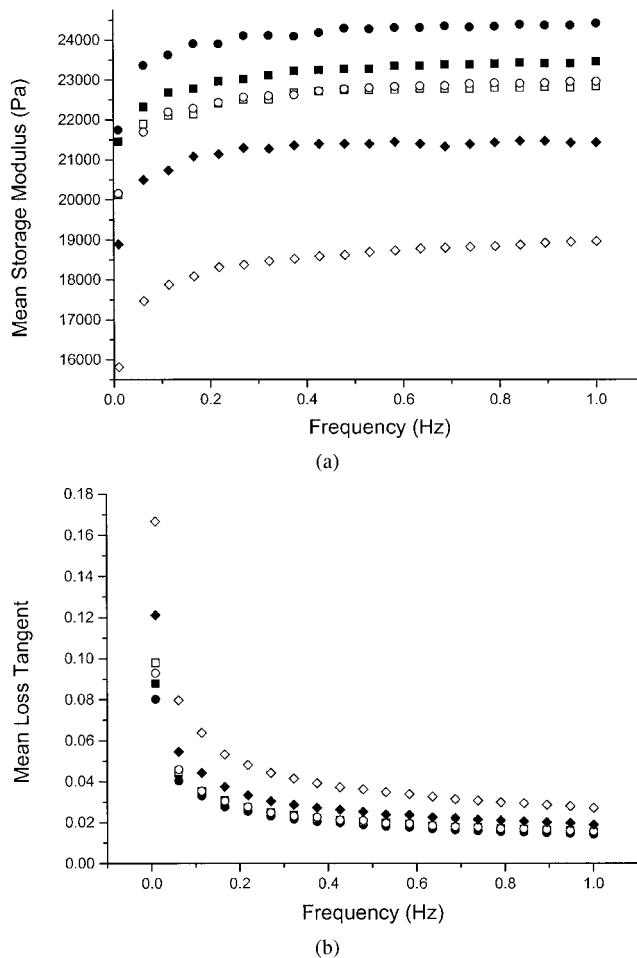 24000
23000
22000
21000
20000
19000
18000
17000
16000
Mean Storage Modulus (Pa)
0.0 0.2 0.4 0.6 0.8 1.0
Frequency (Hz)
(a)
0.18
0.16
0.14
0.12
0.10
0.08
0.06
0.04
0.02
0.00
Mean Loss Tangent
0.0 0.2 0.4 0.6 0.8 1.0
Frequency (Hz)
(b)